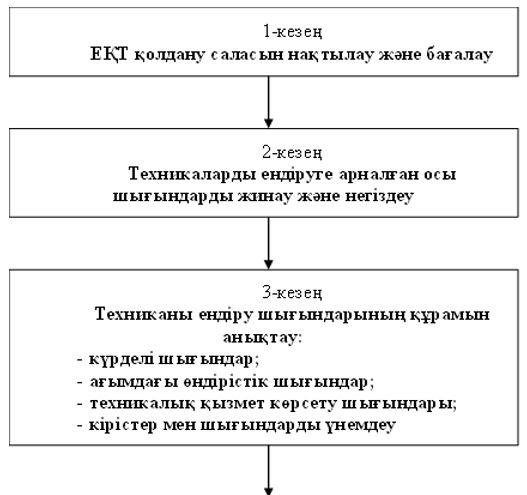 1-кезең
ЕҚТ қолдану саласын нақтылау және бағалау
2-кезең
Техникаларды ендіруге арналған осы
шығындарды жинау және негіздеу
3-кезең
Техниканы ендіру шығындарының құрамын
анықтау:
- күрделі шығындар;
- ағымдағы өндірістік шығындар;
- техникалық қызмет көрсету шығындары;
- кірістер мен шығындарды үнемдеу